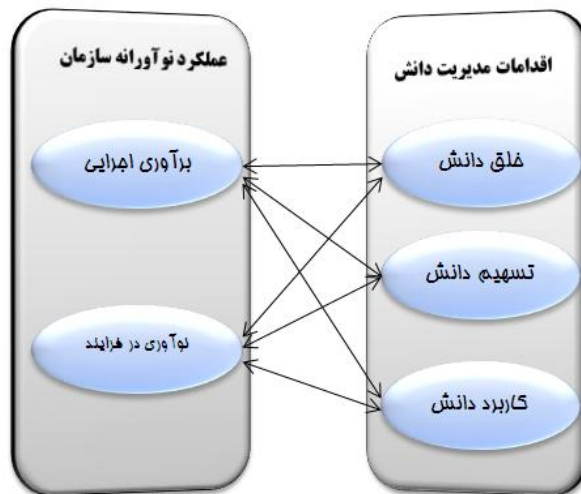 اقدامات مدیریت دانش
خلق دانش
تسهیم دانش
کاربرد دانش
عملکرد نوآورانه سازمان
برآوری اجرایی
نوآوری در فرایند